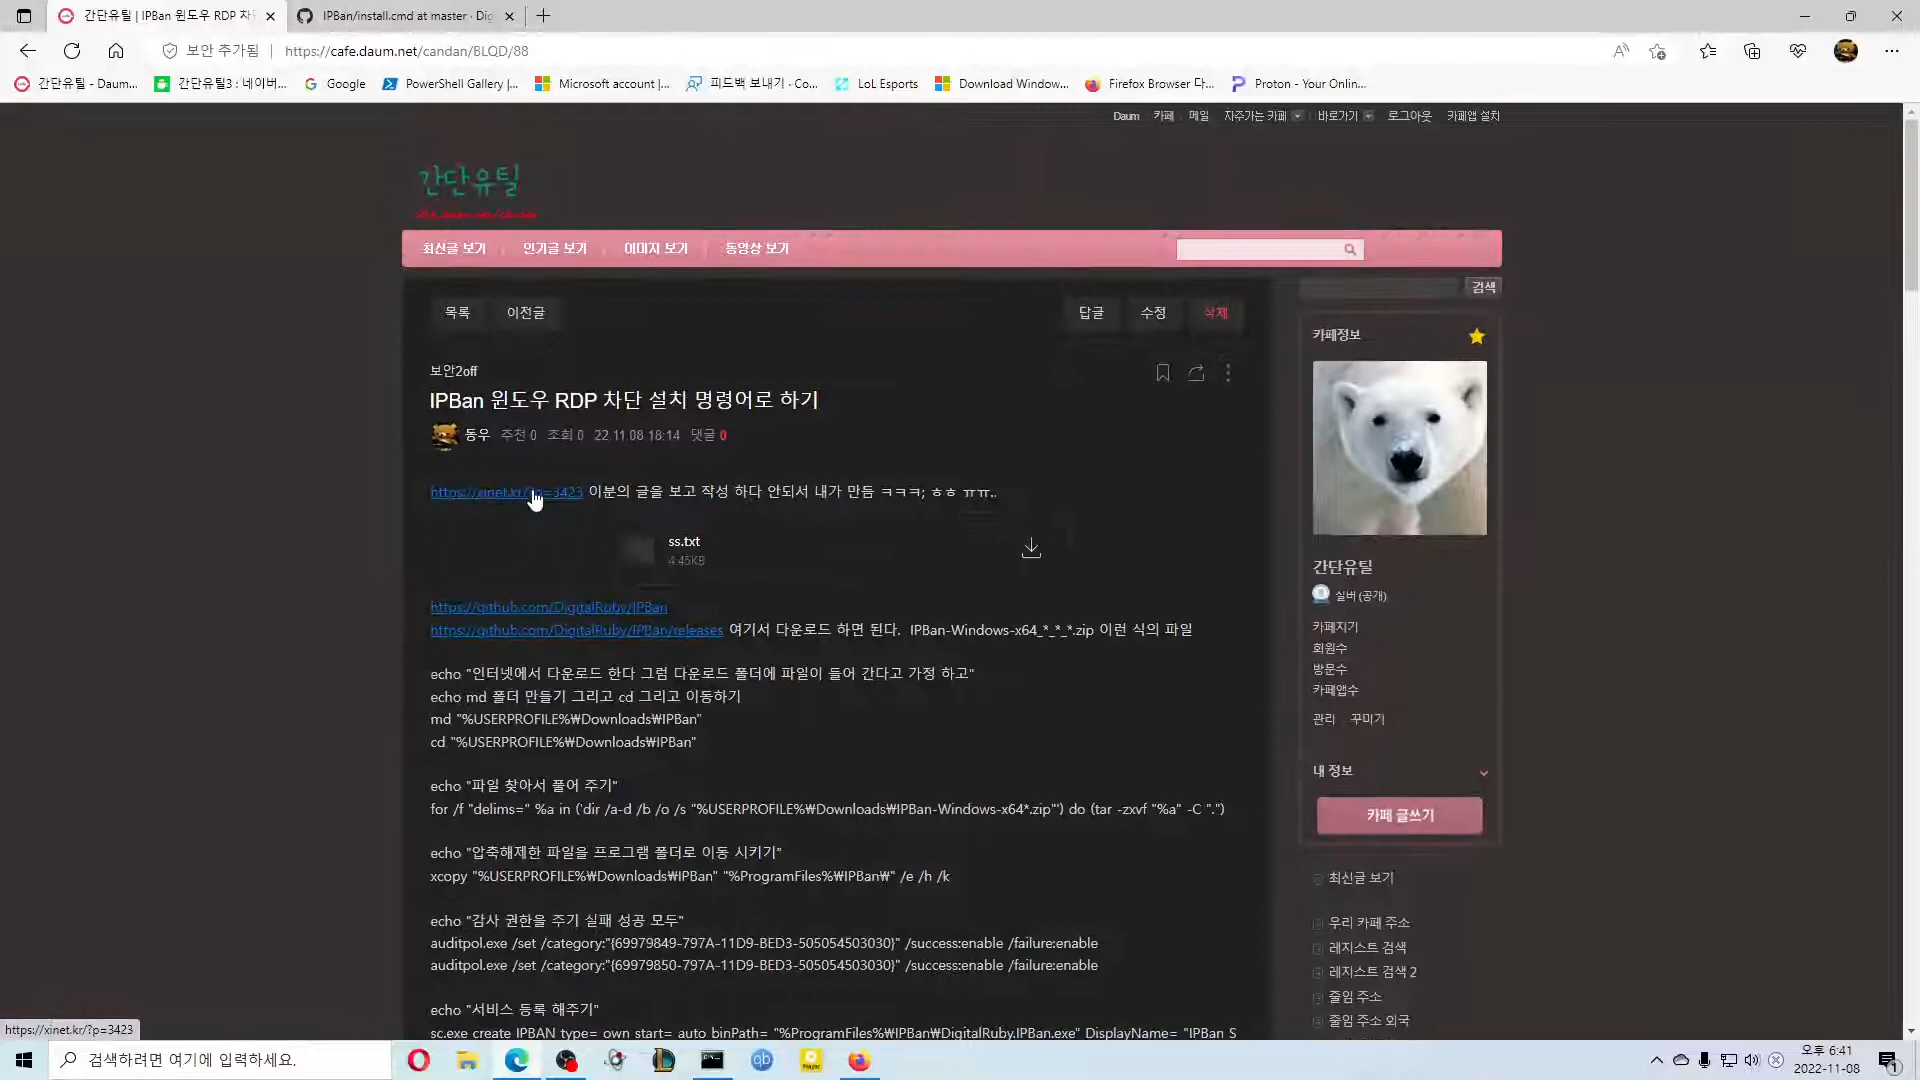 간단유틸 | IPBan 윈도우 RDP 차
IPBan/install.cmd at master · Dig
보안 추가됨
https://cafe.daum.net/candan/BLQD/88
간단유틸 - Daum...
간단유틸3 : 네이버...
Google
PowerShell Gallery |...
Microsoft account |...
피드백 보내기 · Co...
LoL Esports
Download Window...
Firefox Browser 다...
Proton - Your Onlin...
Daum
카페
메일
자주가는 카페
바로가기
로그아웃
카페앱 설치
간단유틸
최신글 보기
인기글 보기
이미지 보기
동영상 보기
검색
목록
이전글
답글
수정
삭제
보안2off
IPBan 윈도우 RDP 차단 설치 명령어로 하기
동우 추천 0 조회 0 22.11.08 18:14 댓글 0
https://xinet.kr/?p=3423 이분의 글을 보고 작성 하다 안되서 내가 만듬 ㅋㅋㅋ; ㅎㅎ ㅠㅠ..
ss.txt
4.45KB
https://github.com/DigitalRuby/IPBan
https://github.com/DigitalRuby/IPBan/releases 여기서 다운로드 하면 된다. IPBan-Windows-x64_*_*_*.zip 이런 식의 파일
echo "인터넷에서 다운로드 한다 그럼 다운로드 폴더에 파일이 들어 간다고 가정 하고"
echo md 폴더 만들기 그리고 cd 그리고 이동하기
md "%USERPROFILE%₩Downloads₩IPBan"
cd "%USERPROFILE%₩Downloads₩IPBan"
echo "파일 찾아서 풀어 주기"
for /f "delims=" %a in ('dir /a-d /b /o /s "%USERPROFILE%₩Downloads₩IPBan-Windows-x64*.zip"') do (tar -zxvf "%a" -C ".")
echo "압축해제한 파일을 프로그램 폴더로 이동 시키기"
xcopy "%USERPROFILE%₩Downloads₩IPBan" "%ProgramFiles%₩IPBan₩" /e /h /k
echo "감사 권한을 주기 실패 성공 모두"
auditpol.exe /set /category:"{69979849-797A-11D9-BED3-505054503030}" /success:enable /failure:enable
auditpol.exe /set /category:"{69979850-797A-11D9-BED3-505054503030}" /success:enable /failure:enable
echo "서비스 등록 해주기"
sc.exe create IPBAN type= own start= auto binPath= "%ProgramFiles%₩IPBan₩DigitalRuby.IPBan.exe" DisplayName= "IPBan S
카페정보
간단유틸
실버 (공개)
카페지기
회원수
방문수
카페앱수
관리
꾸미기
내 정보
카페 글쓰기
최신글 보기
우리 카페 주소
레지스트 검색
레지스트 검색 2
줄임 주소
줄임 주소 외국
https://xinet.kr/?p=3423
검색하려면 여기에 입력하세요.
오후 6:41
2022-11-08